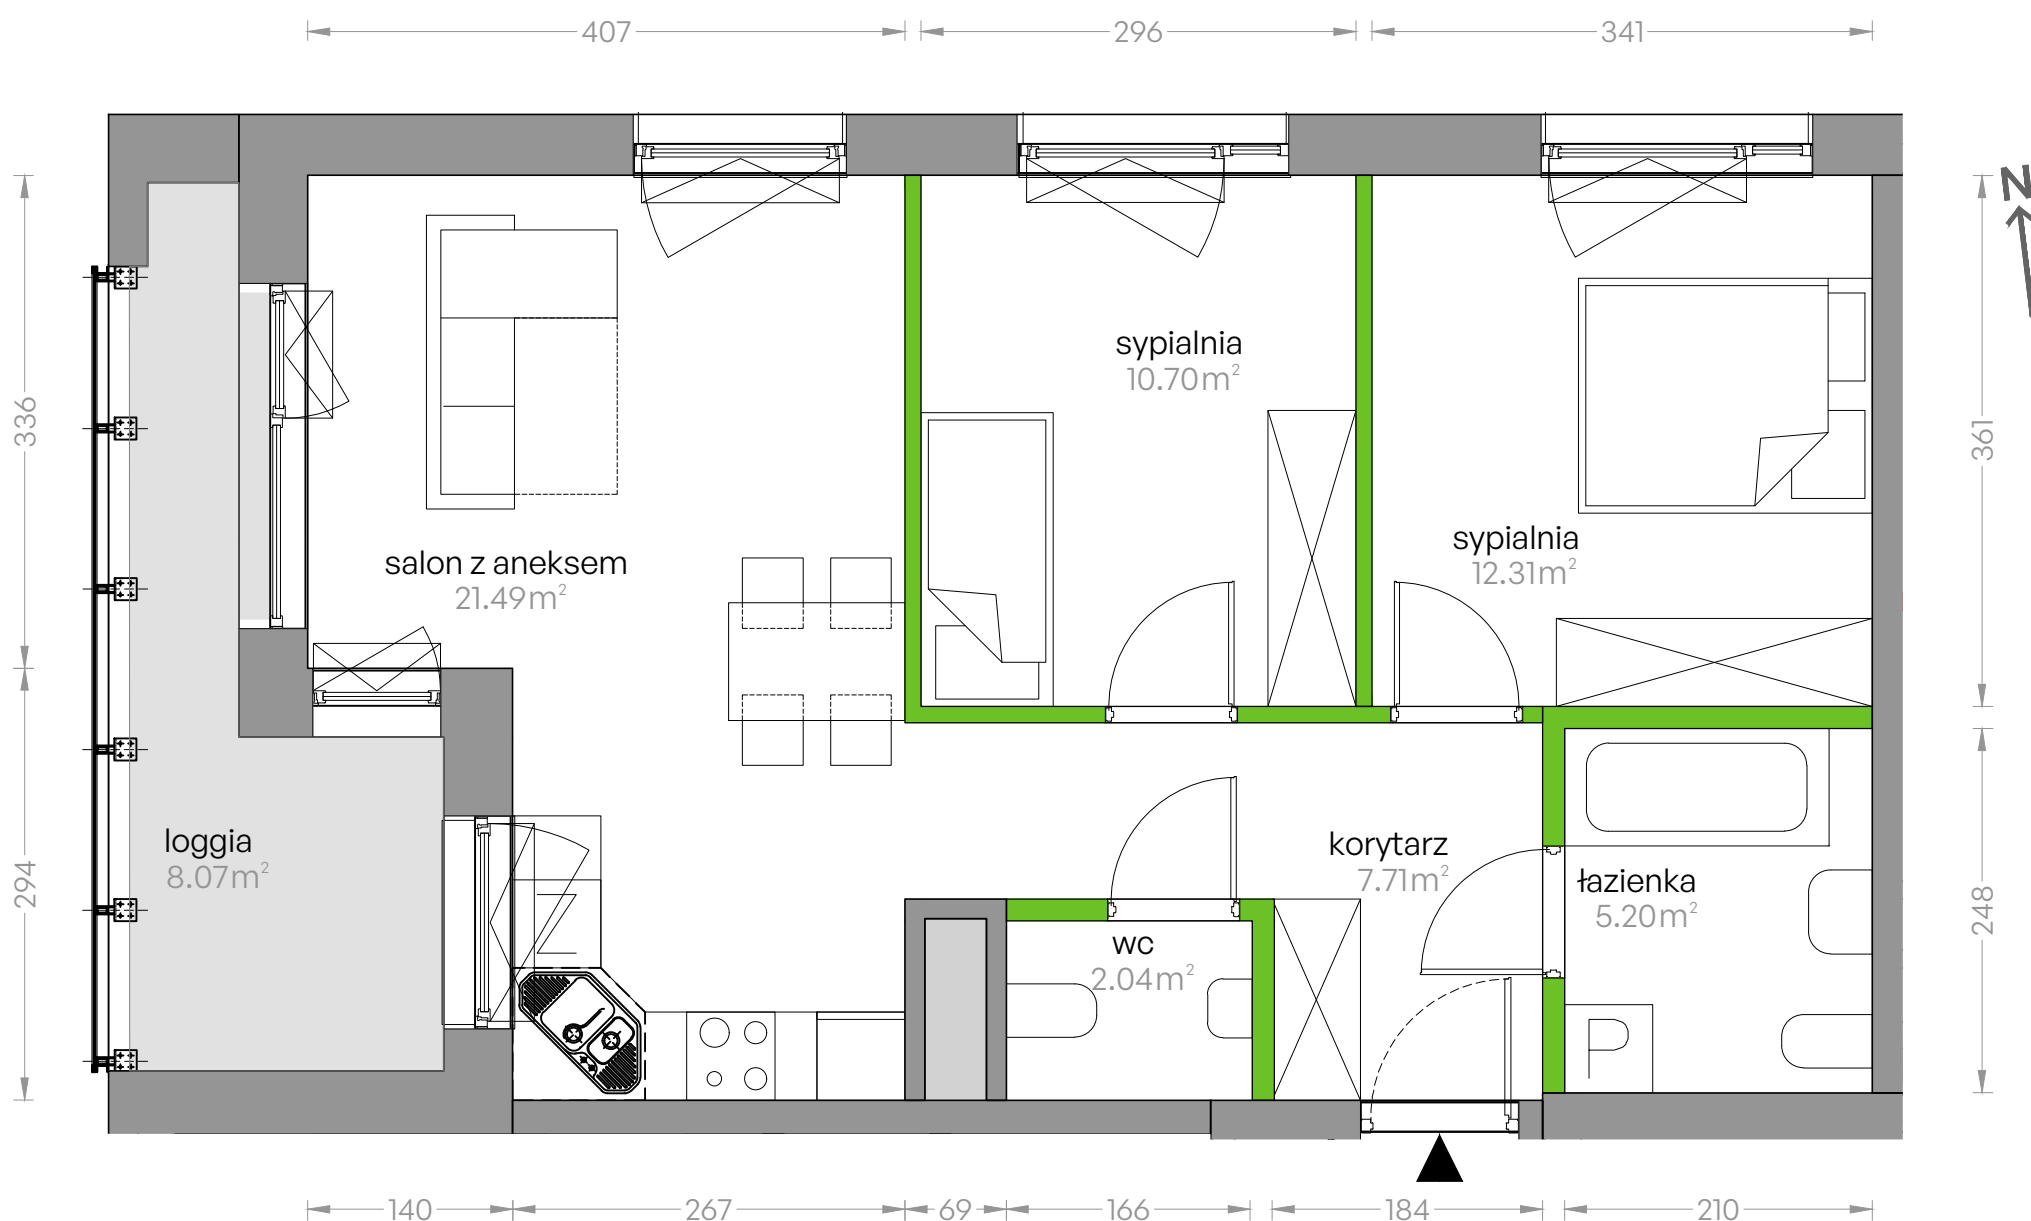 407
296
341
N
336
361
sypialnia
10.70m²
sypialnia
12.31m²
salon z aneksem
21.49m²
loggia
8.07m²
korytarz
7.71m²
łazienka
5.20m²
wc
2.04m²
Z
P
294
248
140
267
69
166
184
210